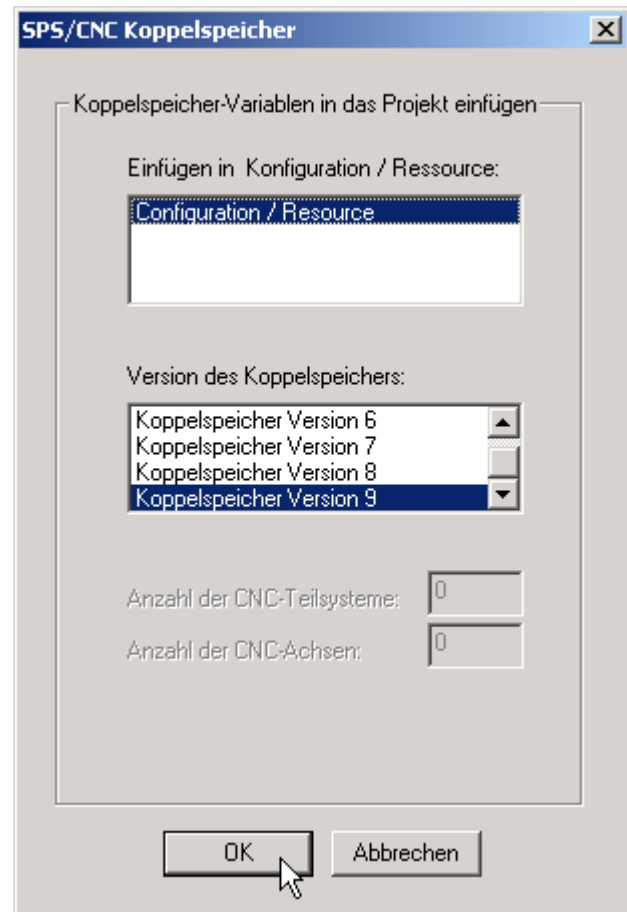 SPS/CNC Koppelspeicher
Koppelspeicher-Variablen in das Projekt einfügen
Einfügen in Konfiguration / Ressource:
Configuration / Resource
Version des Koppelspeichers:
Koppelspeicher Version 6
Koppelspeicher Version 7
Koppelspeicher Version 8
Koppelspeicher Version 9
Anzahl der CNC-Teilsysteme: 0
Anzahl der CNC-Achsen: 0
OK Abbrechen